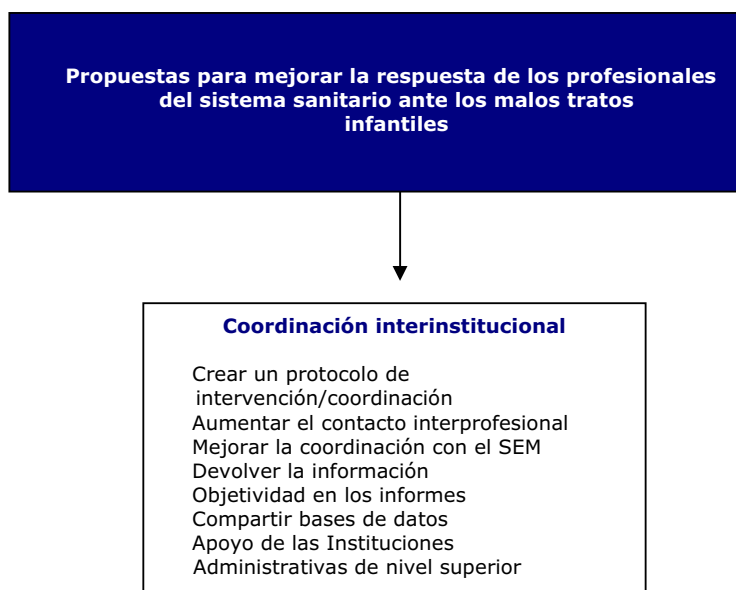 Propuestas para mejorar la respuesta de los profesionales
del sistema sanitario ante los malos tratos
infantiles
Coordinación interinstitucional
Crear un protocolo de
intervención/coordinación
Aumentar el contacto interprofesional
Mejorar la coordinación con el SEM
Devolver la información
Objetividad en los informes
Compartir bases de datos
Apoyo de las Instituciones
Administrativas de nivel superior